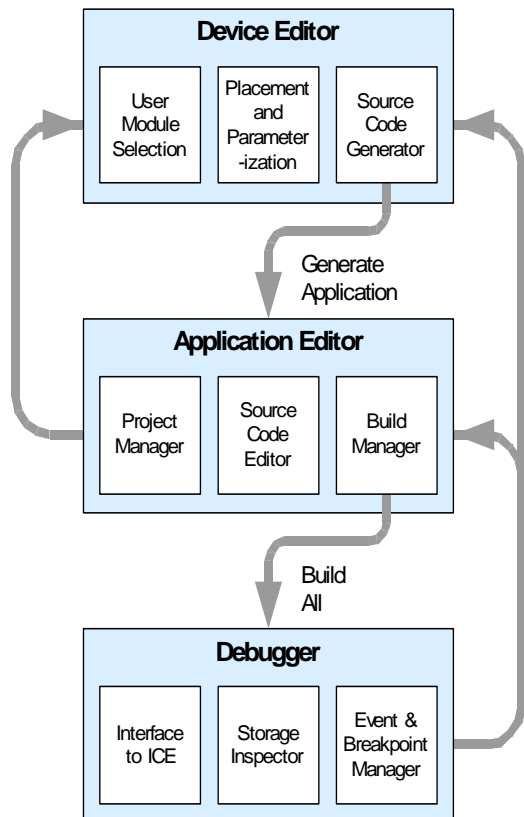 Device Editor
User
Module
Selection
Placement
and
Parameter
-ization
Source
Code
Generator
Generate
Application
Application Editor
Project
Manager
Source
Code
Editor
Build
Manager
Build
All
Debugger
Interface
to ICE
Storage
Inspector
Event &
Breakpoint
Manager